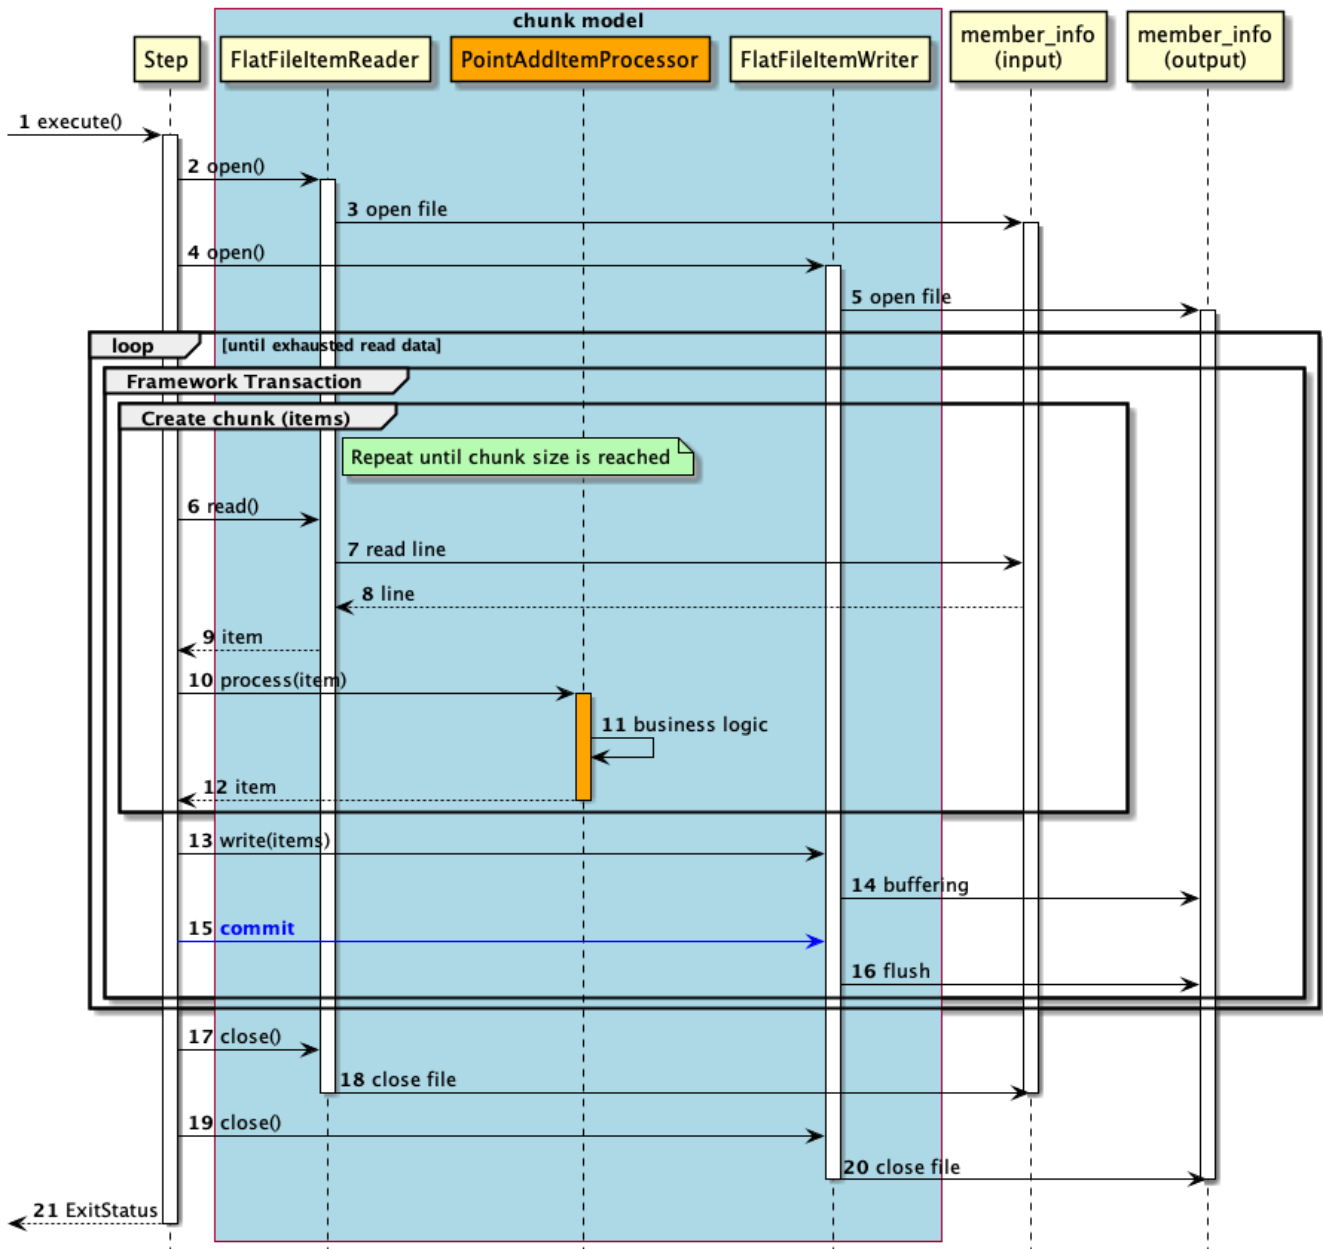 chunk model
Step
FlatFileItemReader
PointAddItemProcessor
FlatFileItemWriter
member_info
(input)
member_info
(output)
1 execute()
2 open()
3 open file
4 open()
5 open file
loop
[until exhausted read data]
Framework Transaction
Create chunk (items)
Repeat until chunk size is reached
6 read()
7 read line
8 line
9 item
10 process(item)
11 business logic
12 item
13 write(items)
14 buffering
15 commit
16 flush
17 close()
18 close file
19 close()
20 close file
21 ExitStatus